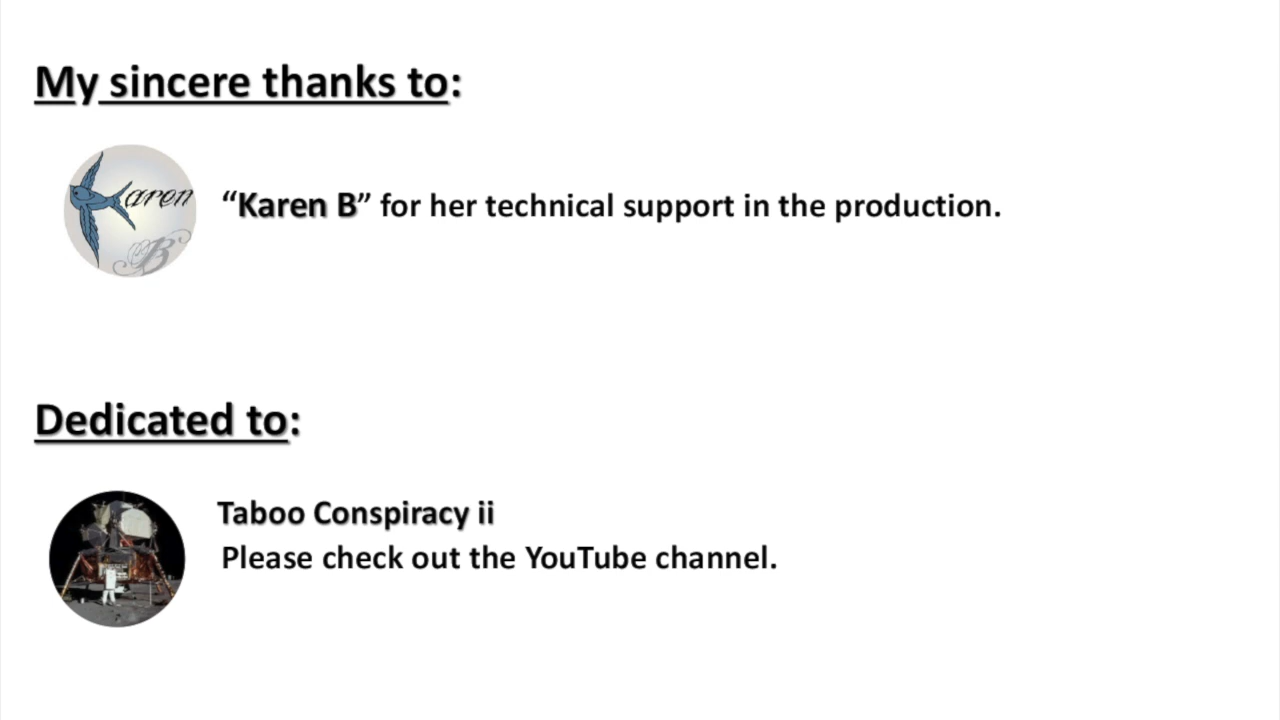 My sincere thanks to:
Karen
B
“Karen B” for her technical support in the production.
Dedicated to:
Taboo Conspiracy ii
Please check out the YouTube channel.